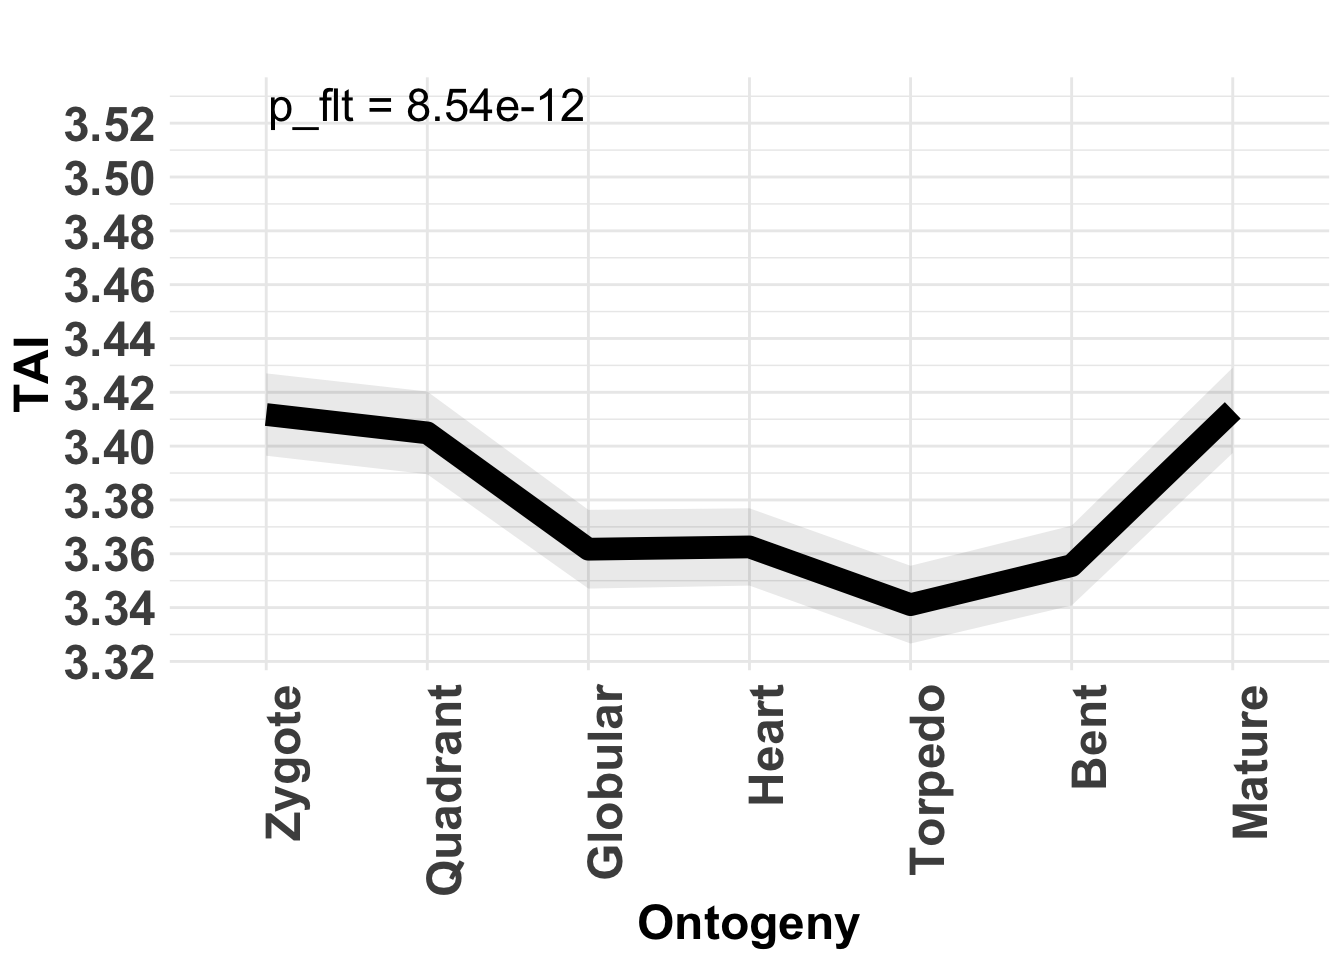 p_flt = 8.54e-12
3.52
3.50
3.48
3.46
3.44
3.42
3.40
3.38
3.36
3.34
3.32
TAI
Zygote
Quadrant
Globular
Heart
Torpedo
Bent
Mature
Ontogeny